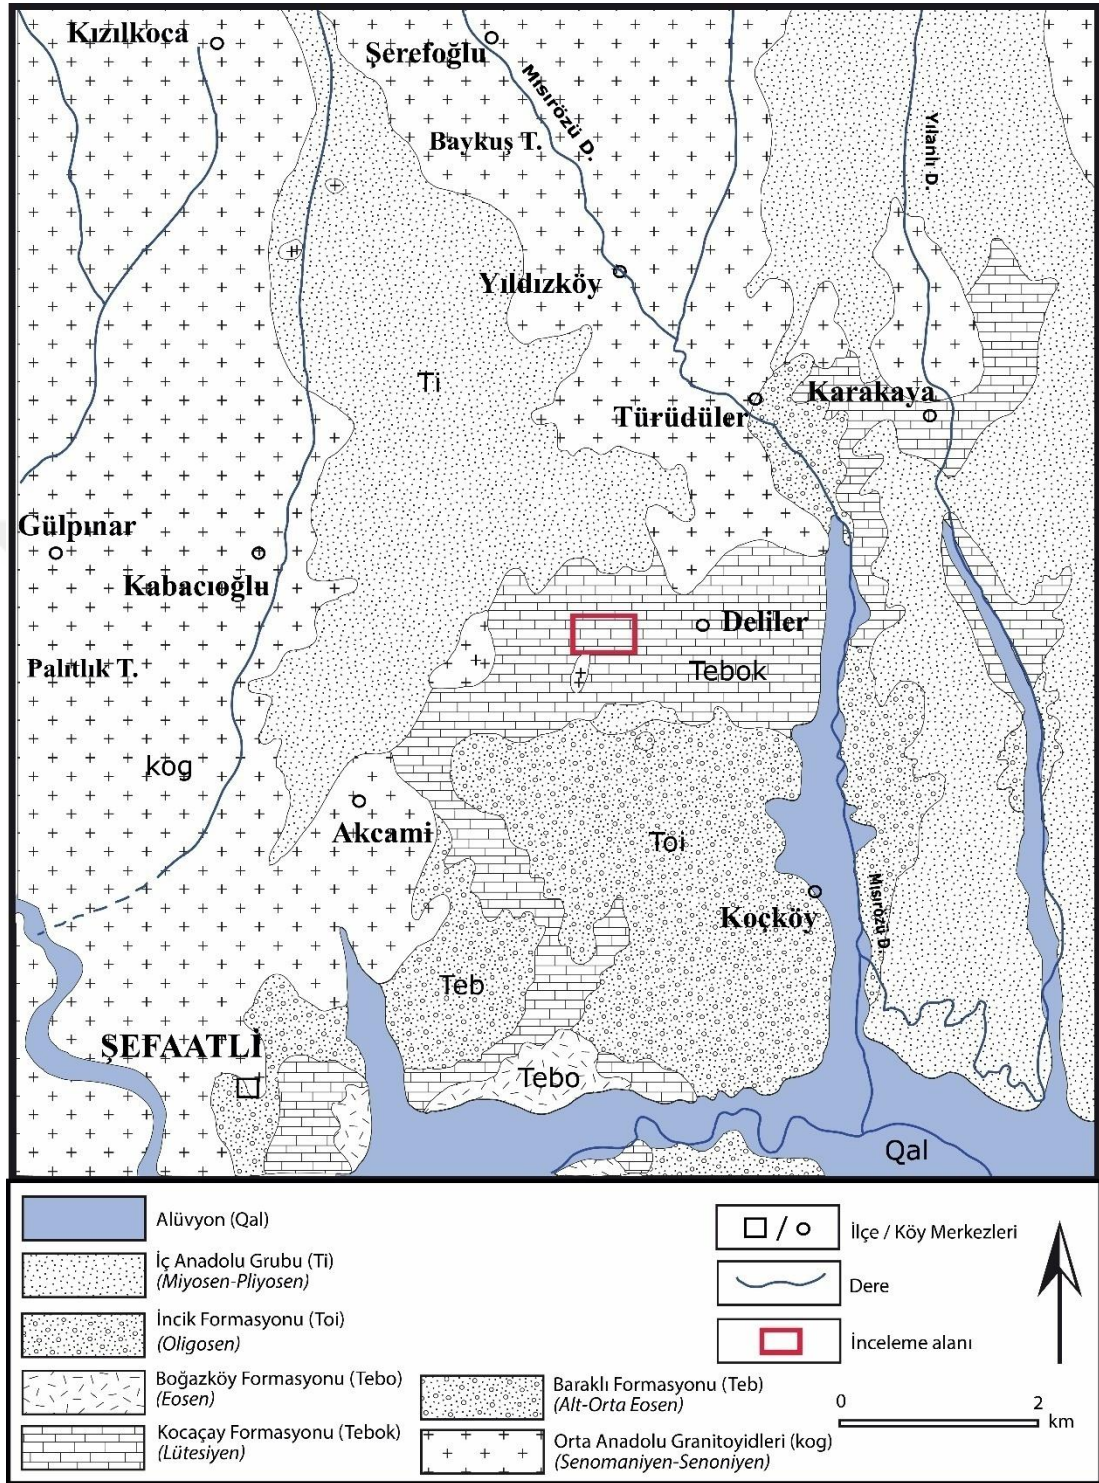 Kızılkoca
Şerefoğlu
Mısırözü D.
Baykuş T.
Yılanlı D.
Yıldızköy
Ti
Karakaya
Türüdüler
Gülpınar
Kabacıoğlu
Deliler
Palıtlık T.
Tebok
kog
Akcami
Toi
Koçköy
Mısırözü D.
Teb
ŞEFAATLİ
Tebo
Qal
Alüvyon (Qal)
İç Anadolu Grubu (Ti)
(Miyosen-Pliyosen)
İncik Formasyonu (Toi)
(Oligosen)
Boğazköy Formasyonu (Tebo)
(Eosen)
Kocaçay Formasyonu (Tebok)
(Lütesiyen)
Baraklı Formasyonu (Teb)
(Alt-Orta Eosen)
Orta Anadolu Granitoyidleri (kog)
(Senomaniyen-Senoniyen)
/
İlçe / Köy Merkezleri
Dere
İnceleme alanı
0 2
km